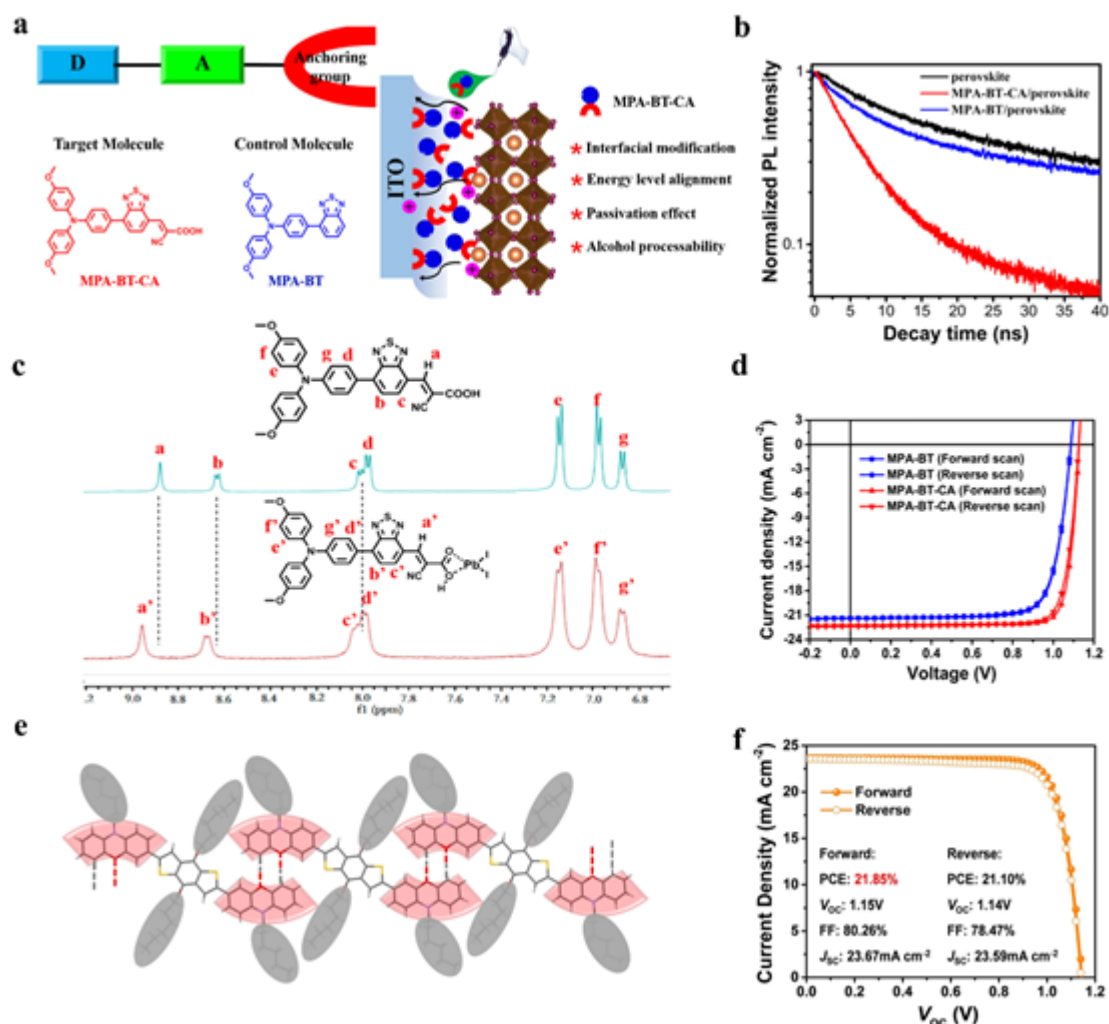 a
D
A
Anchoring
group
Target Molecule
Control Molecule
MPA-BT-CA
MPA-BT
ITO
MPA-BT-CA
* Interfacial modification
* Energy level alignment
* Passivation effect
* Alcohol processability
b
Normalized PL intensity
1
0.1
perovskite
MPA-BT-CA/perovskite
MPA-BT/perovskite
0 5 10 15 20 25 30 35 40
Decay time (ns)
c
f e g d b c a
H
N S N
N
O
NC COOH
a b c d e f g
f' e' g' d' b' c' a'
H
N S N
N
O
NC
O O H
Pb
I
I
a' b' c' d' e' f' g'
9.0 8.8 8.6 8.4 8.2 8.0 7.8 7.6 7.4 7.2 7.0 6.8
f1 (ppm)
d
Current density (mA cm-2)
3
0
-3
-6
-9
-12
-15
-18
-21
-24
MPA-BT (Forward scan)
MPA-BT (Reverse scan)
MPA-BT-CA (Forward scan)
MPA-BT-CA (Reverse scan)
-0.2 0.0 0.2 0.4 0.6 0.8 1.0 1.2
Voltage (V)
e
f
Current Density (mA cm-2)
25
20
15
10
5
0
Forward
Reverse
Forward: Reverse:
PCE: 21.85% PCE: 21.10%
VOC: 1.15V VOC: 1.14V
FF: 80.26% FF: 78.47%
JSC: 23.67mA cm-2 JSC: 23.59mA cm-2
0.0 0.2 0.4 0.6 0.8 1.0 1.2
VOC (V)